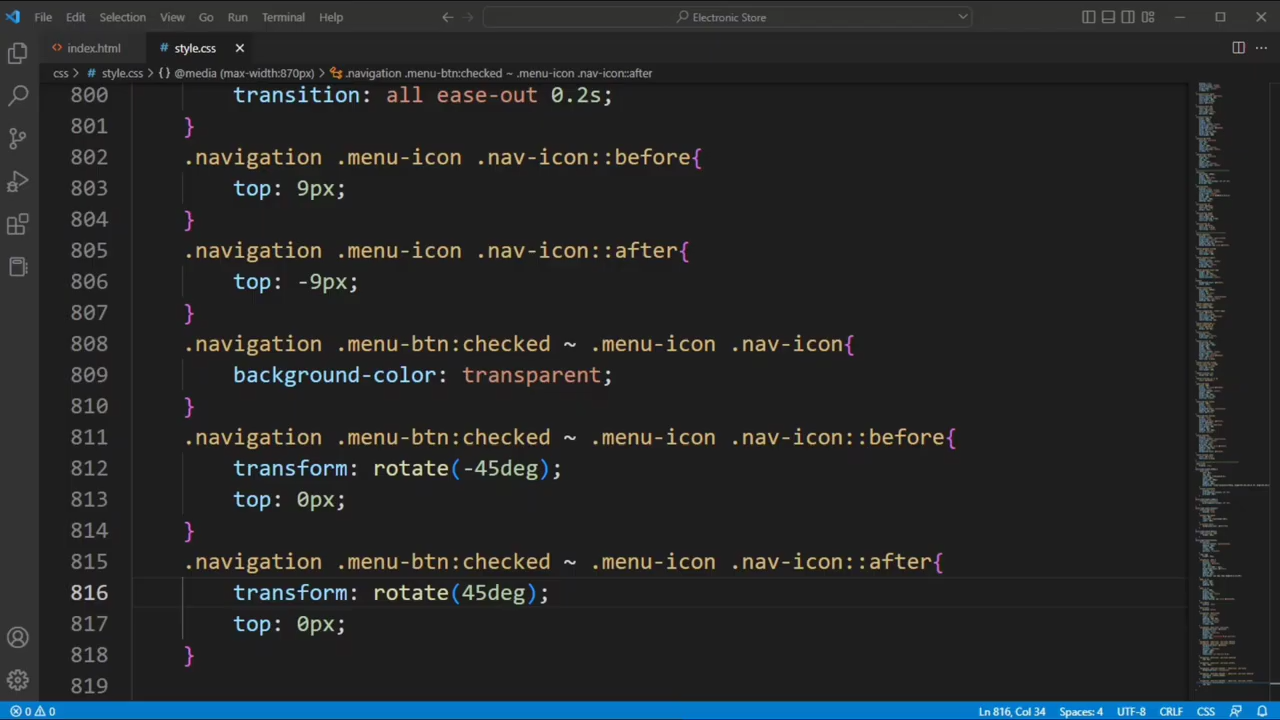 File Edit Selection View Go Run Terminal Help
Electronic Store
index.html
# style.css
css > # style.css > {} @media (max-width:870px) > .navigation .menu-btn:checked ~ .menu-icon .nav-icon::after
800 transition: all ease-out 0.2s;
801 }
802 .navigation .menu-icon .nav-icon::before{
803 top: 9px;
804 }
805 .navigation .menu-icon .nav-icon::after{
806 top: -9px;
807 }
808 .navigation .menu-btn:checked ~ .menu-icon .nav-icon{
809 background-color: transparent;
810 }
811 .navigation .menu-btn:checked ~ .menu-icon .nav-icon::before{
812 transform: rotate(-45deg);
813 top: 0px;
814 }
815 .navigation .menu-btn:checked ~ .menu-icon .nav-icon::after{
816 transform: rotate(45deg);
817 top: 0px;
818 }
819
0 0 Ln 816, Col 34 Spaces: 4 UTF-8 CRLF CSS